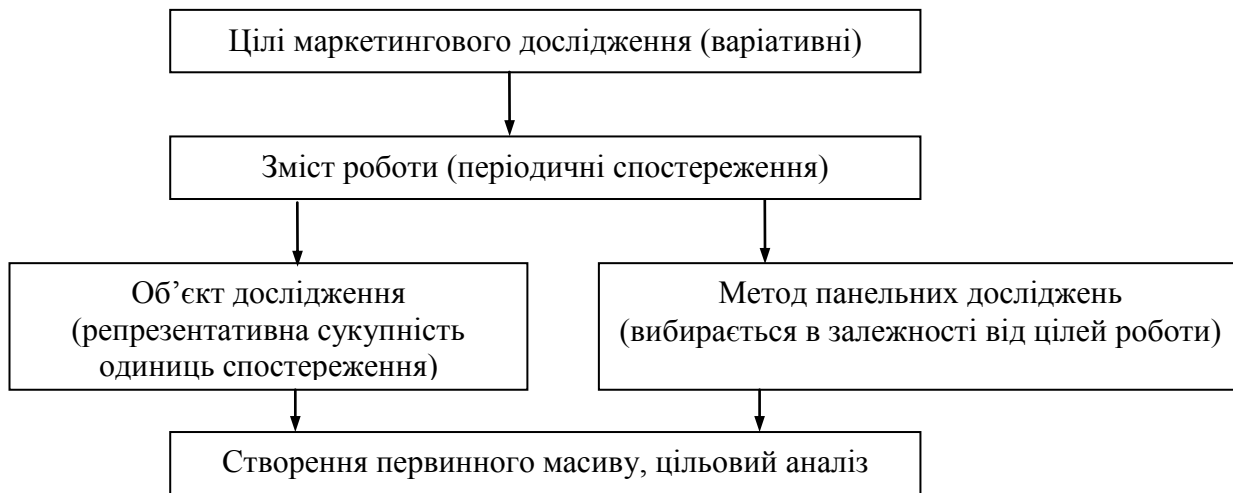 Цілі маркетингового дослідження (варіативні)
Зміст роботи (періодичні спостереження)
Об’єкт дослідження
(репрезентативна сукупність
одиниць спостереження)
Метод панельних досліджень
(вибирається в залежності від цілей роботи)
Створення первинного масиву, цільовий аналіз